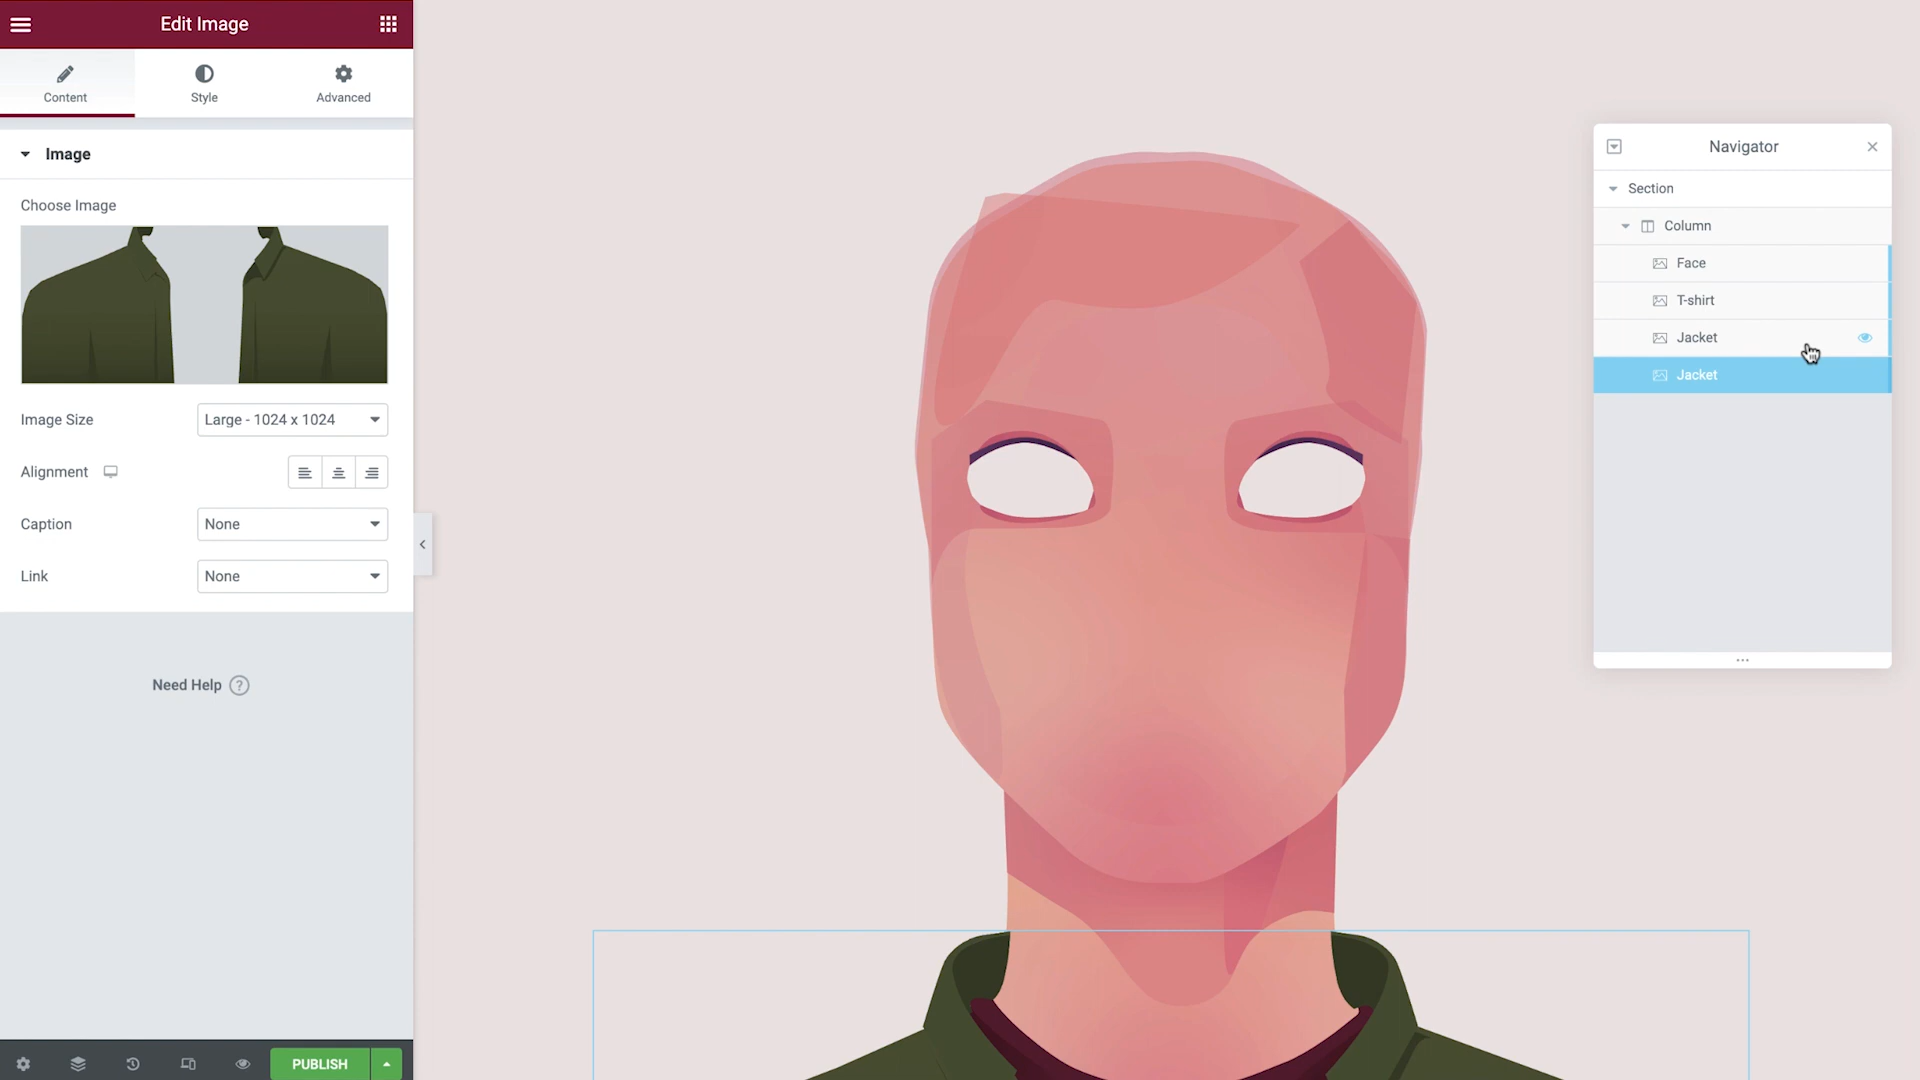 Edit Image
Content
Style
Advanced
Image
Choose Image
Image Size
Large - 1024 x 1024
Alignment
Caption
None
Link
None
Need Help ?
PUBLISH
Navigator
Section
Column
Face
T-shirt
Jacket
Jacket